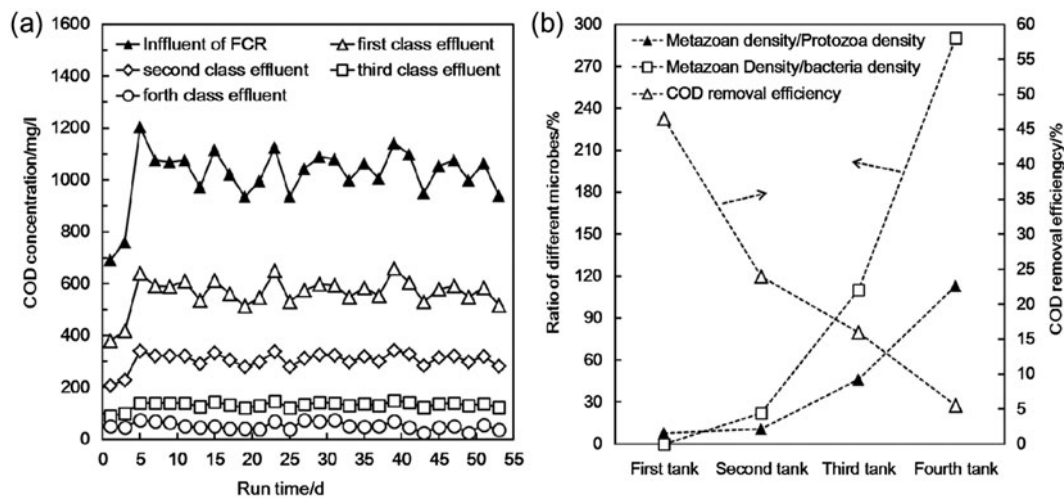 (a)
1600
1400
1200
1000
800
600
400
200
0
COD concentration/mg/l
Inffluent of FCR
first class effluent
second class effluent
third class effluent
forth class effluent
0 5 10 15 20 25 30 35 40 45 50 55
Run time/d
(b)
300
270
240
210
180
150
120
90
60
30
0
Ratio of different microbes/%
Metazoan density/Protozoa density
Metazoan Density/bacteria density
COD removal efficiency
60
55
50
45
40
35
30
25
20
15
10
5
0
COD removal efficiengcy/%
First tank Second tank Third tank Fourth tank